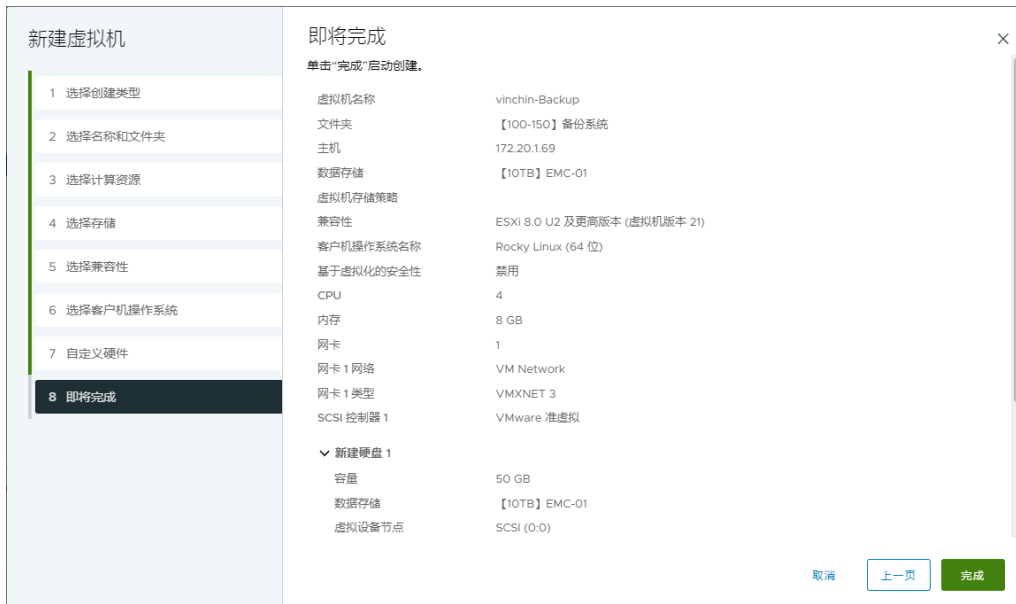 新建虚拟机
1 选择创建类型
2 选择名称和文件夹
3 选择计算资源
4 选择存储
5 选择兼容性
6 选择客户机操作系统
7 自定义硬件
8 即将完成
即将完成
单击“完成”启动创建。
虚拟机名称 vinchin-Backup
文件夹 【100-150】备份系统
主机 172.20.1.69
数据存储 【10TB】EMC-01
虚拟机存储策略
兼容性 ESXi 8.0 U2 及更高版本 (虚拟机版本 21)
客户机操作系统名称 Rocky Linux (64 位)
基于虚拟化的安全性 禁用
CPU 4
内存 8 GB
网卡 1
网卡 1 网络 VM Network
网卡 1 类型 VMXNET 3
SCSI 控制器 1 VMware 准虚拟
新建硬盘 1
容量 50 GB
数据存储 【10TB】EMC-01
虚拟设备节点 SCSI (0:0)
取消 上一页 完成